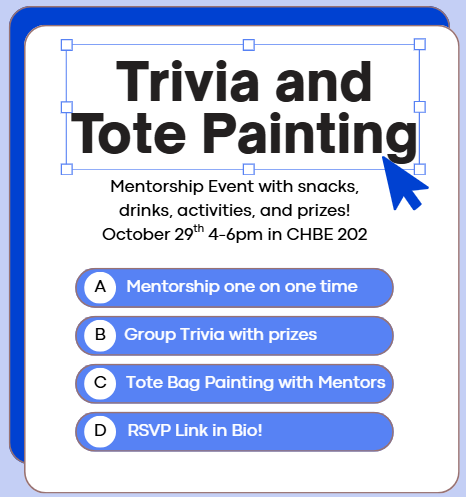 Trivia and
Tote Painting
Mentorship Event with snacks,
drinks, activities, and prizes!
October 29th 4-6pm in CHBE 202
A Mentorship one on one time
B Group Trivia with prizes
C Tote Bag Painting with Mentors
D RSVP Link in Bio!